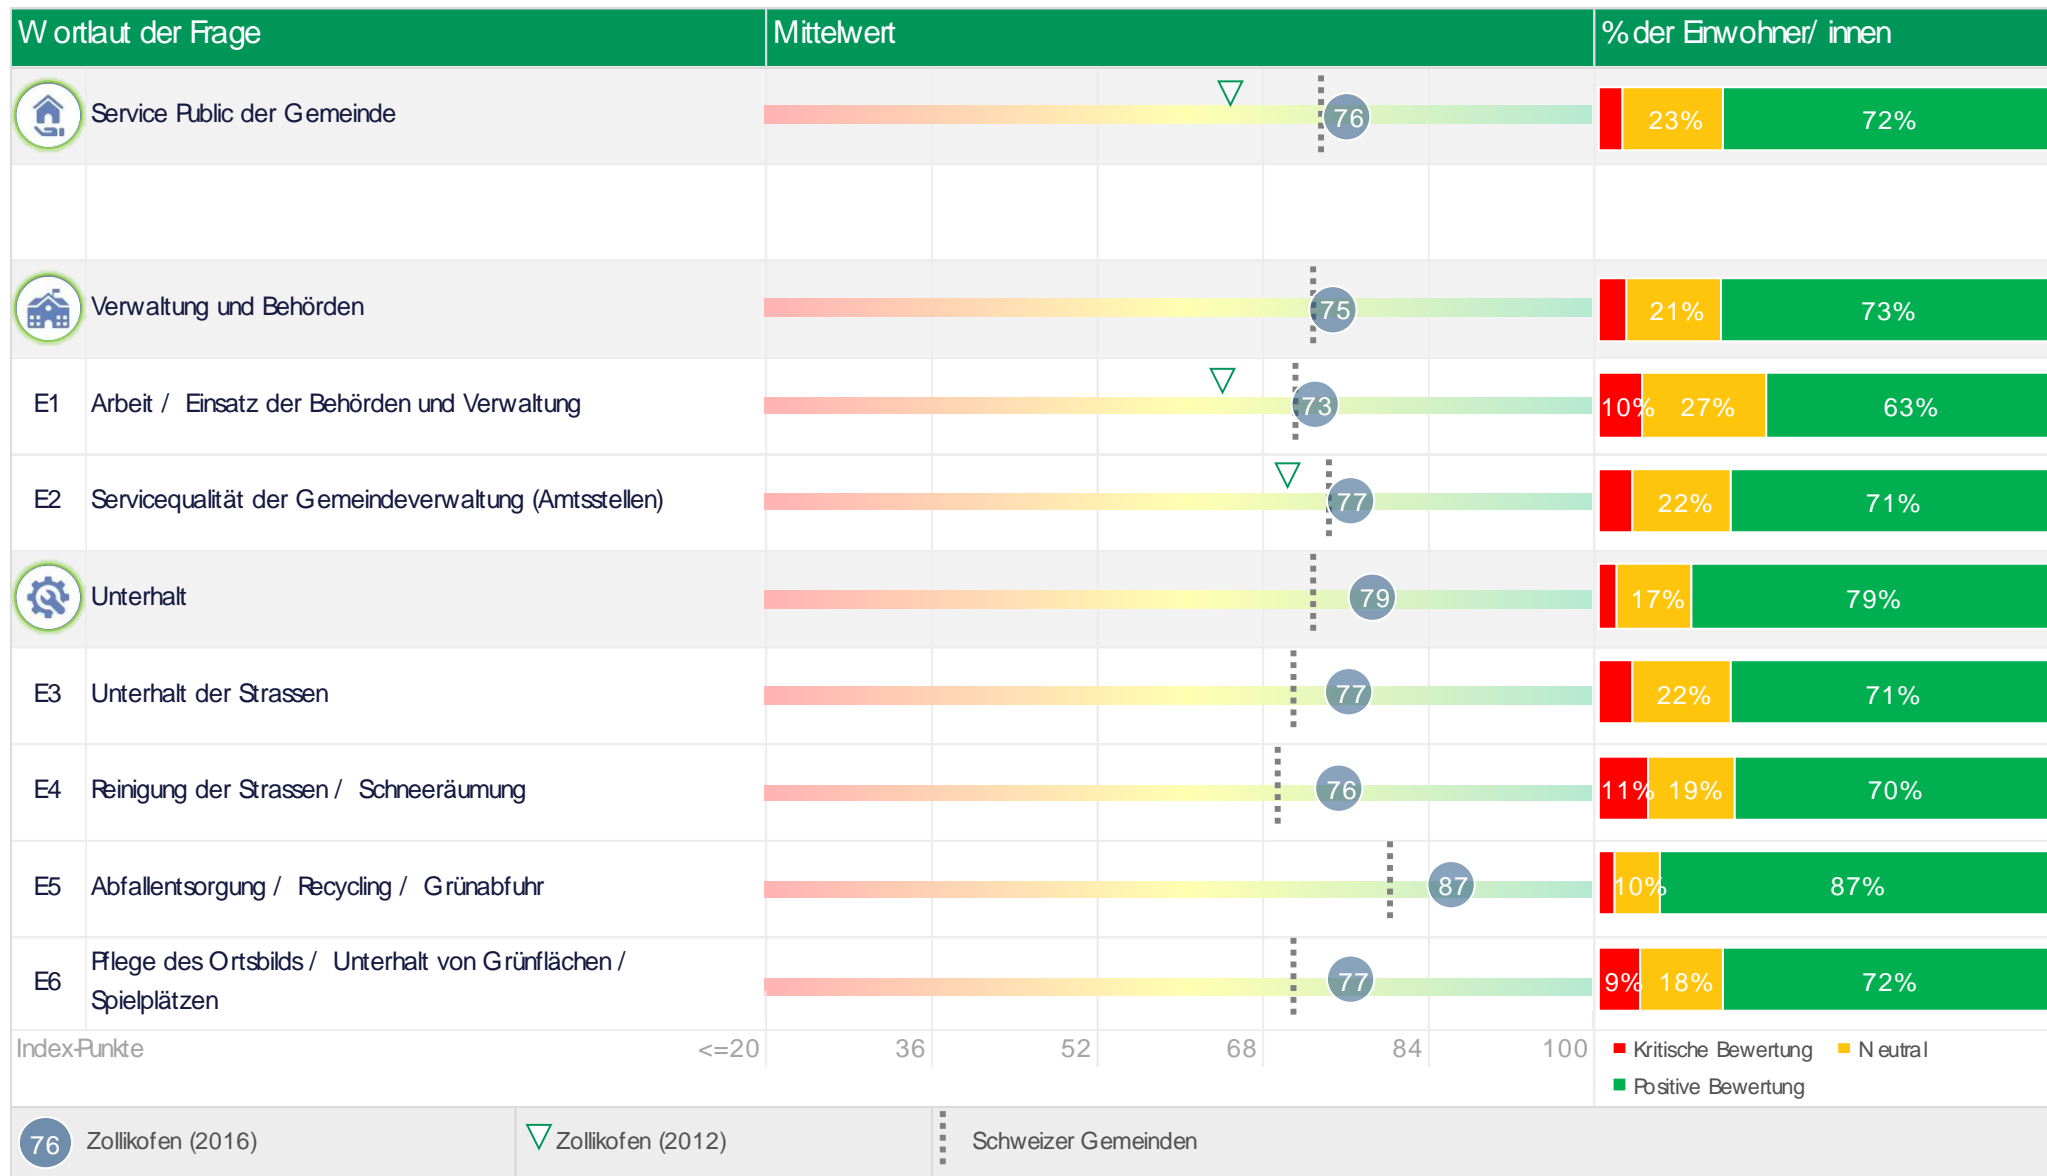 Wortlaut der Frage Mittelwert % der Einwohner/innen
Service Public der Gemeinde 76 23% 72%
Verwaltung und Behörden 75 21% 73%
E1 Arbeit / Einsatz der Behörden und Verwaltung 73 10% 27% 63%
E2 Servicequalität der Gemeindeverwaltung (Amtsstellen) 77 22% 71%
Unterhalt 79 17% 79%
E3 Unterhalt der Strassen 77 22% 71%
E4 Reinigung der Strassen / Schneeräumung 76 11% 19% 70%
E5 Abfallentsorgung / Recycling / Grünabfuhr 87 10% 87%
E6 Pflege des Ortsbilds / Unterhalt von Grünflächen /
Spielplätzen 77 9% 18% 72%
Index-Punkte <=20 36 52 68 84 100 Kritische Bewertung Neutral
Positive Bewertung
76 Zollikofen (2016) Zollikofen (2012) Schweizer Gemeinden